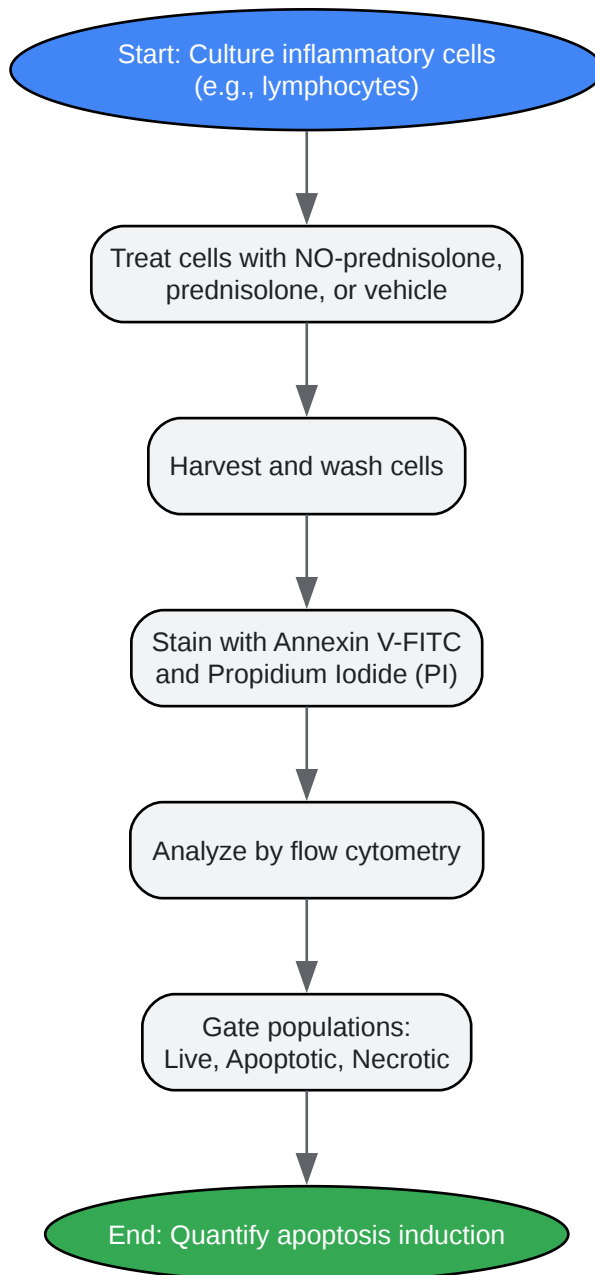 Start: Culture inflammatory cells
(e.g., lymphocytes)
Treat cells with NO-prednisolone,
prednisolone, or vehicle
Harvest and wash cells
Stain with Annexin V-FITC
and Propidium Iodide (PI)
Analyze by flow cytometry
Gate populations:
Live, Apoptotic, Necrotic
End: Quantify apoptosis induction